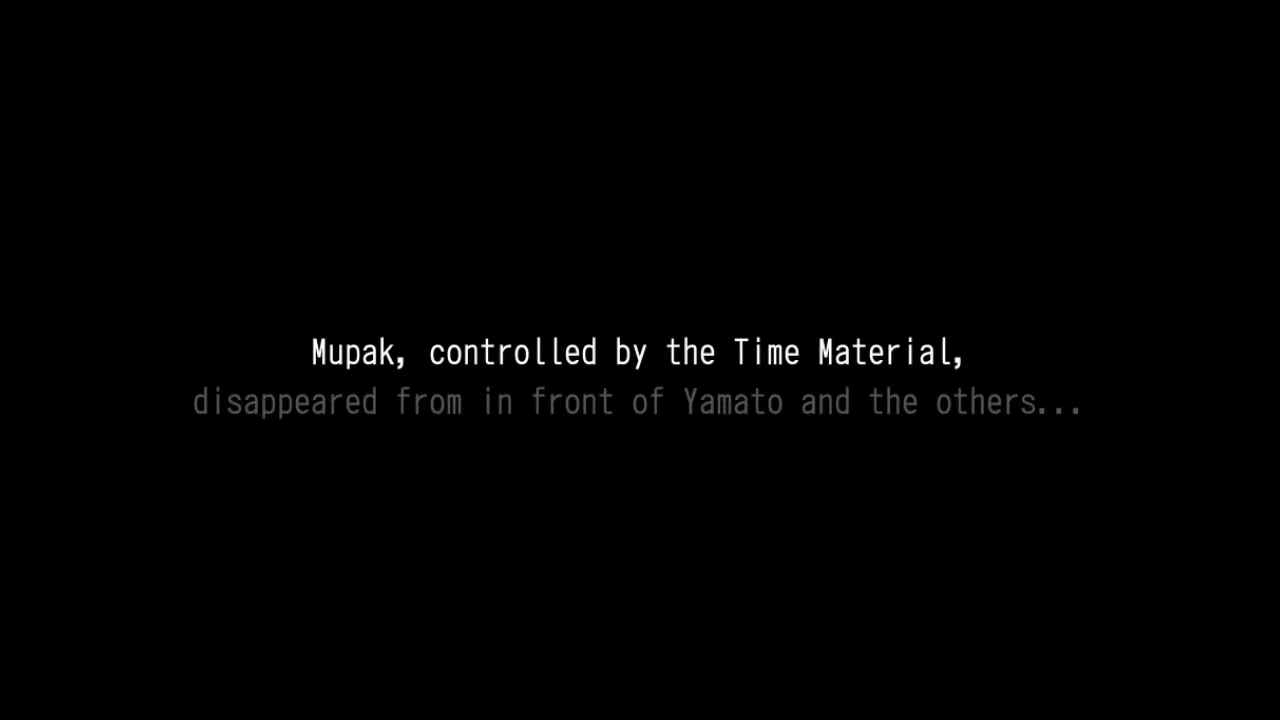 Mupak, controlled by the Time Material,
disappeared from in front of Yamato and the others...